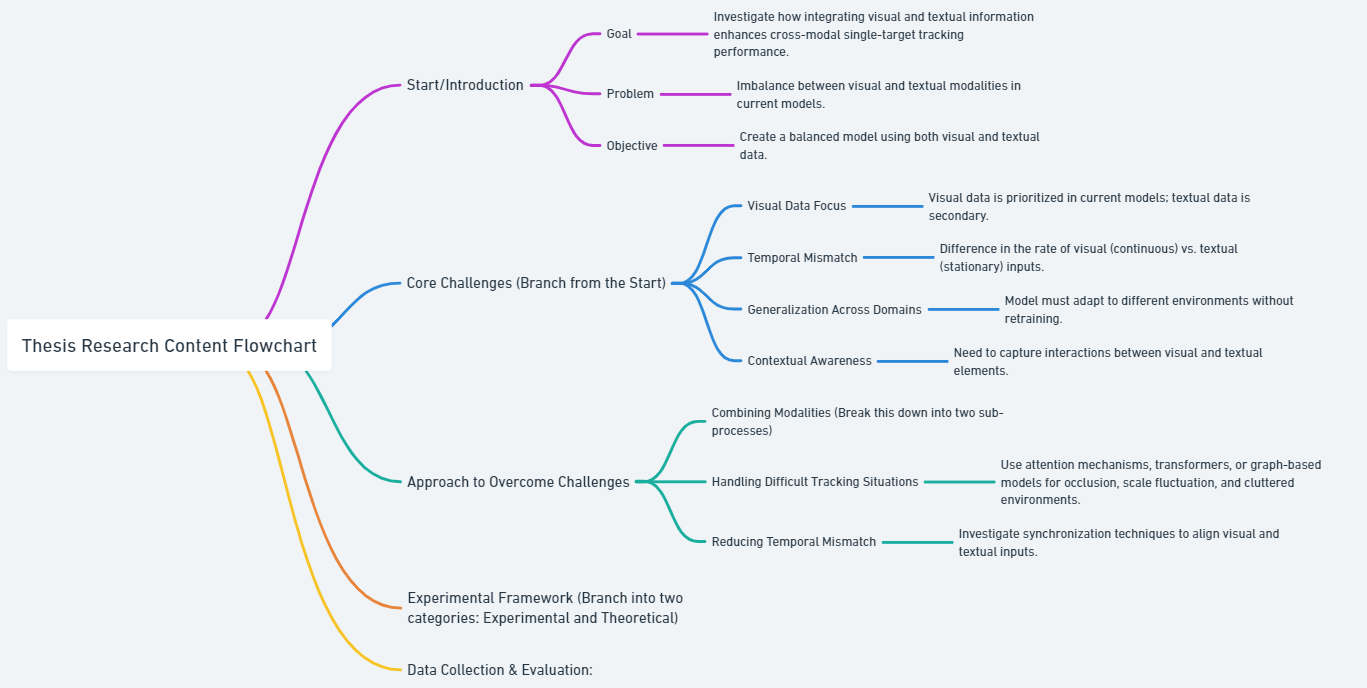 Thesis Research Content Flowchart
Start/Introduction
Goal
Investigate how integrating visual and textual information
enhances cross-modal single-target tracking
performance.
Problem
Imbalance between visual and textual modalities in
current models.
Objective
Create a balanced model using both visual and textual
data.
Core Challenges (Branch from the Start)
Visual Data Focus
Visual data is prioritized in current models; textual data is
secondary.
Temporal Mismatch
Difference in the rate of visual (continuous) vs. textual
(stationary) inputs.
Generalization Across Domains
Model must adapt to different environments without
retraining.
Contextual Awareness
Need to capture interactions between visual and textual
elements.
Approach to Overcome Challenges
Combining Modalities (Break this down into two sub-
processes)
Handling Difficult Tracking Situations
Use attention mechanisms, transformers, or graph-based
models for occlusion, scale fluctuation, and cluttered
environments.
Reducing Temporal Mismatch
Investigate synchronization techniques to align visual and
textual inputs.
Experimental Framework (Branch into two
categories: Experimental and Theoretical)
Data Collection & Evaluation: